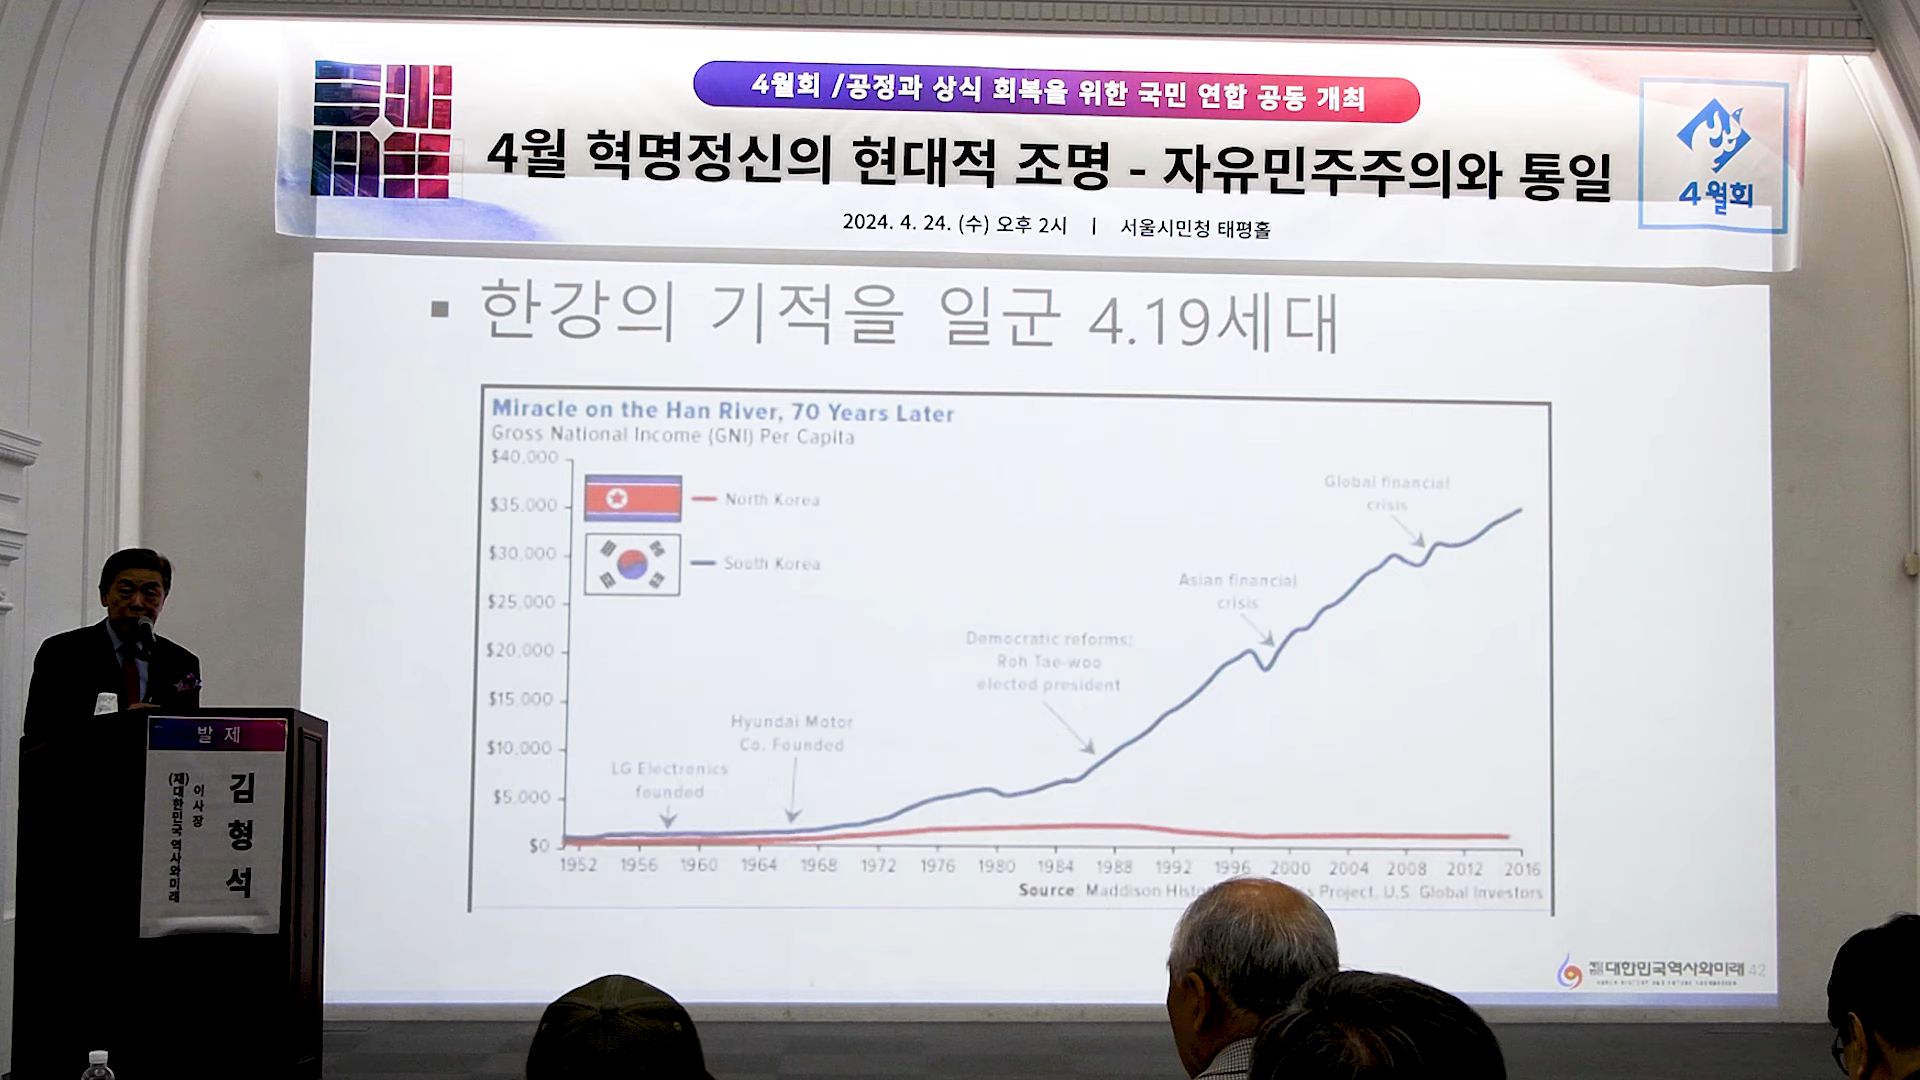 4월회 /공정과 상식 회복을 위한 국민 연합 공동 개최
4월 혁명정신의 현대적 조명 - 자유민주주의와 통일
2024. 4. 24. (수) 오후 2시 | 서울시민청 태평홀
4월회
▪ 한강의 기적을 일군 4.19세대
Miracle on the Han River, 70 Years Later
Gross National Income (GNI) Per Capita
$40,000
$35,000
$30,000
$25,000
$20,000
$15,000
$10,000
$5,000
$0
North Korea
South Korea
LG Electronics
founded
Hyundai Motor
Co. Founded
Democratic reforms;
Roh Tae-woo
elected president
Asian financial
crisis
Global financial
crisis
1952 1956 1960 1964 1968 1972 1976 1980 1984 1988 1992 1996 2000 2004 2008 2012 2016
Source: Maddison Project, U.S. Global Investors
대한민국역사와미래 42
발 제
김형석
이사장
(재)대한민국 역사와미래